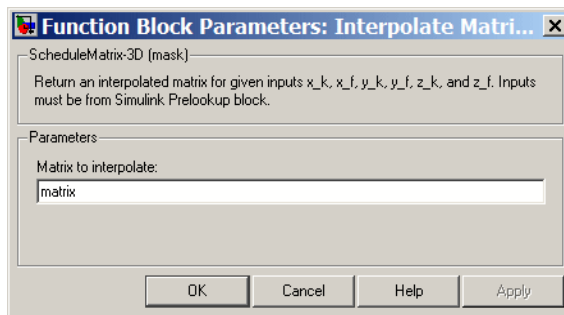 Function Block Parameters: Interpolate Matri...
ScheduleMatrix-3D (mask)
Return an interpolated matrix for given inputs x_k, x_f, y_k, y_f, z_k, and z_f. Inputs
must be from Simulink Prelookup block.
Parameters
Matrix to interpolate:
matrix
OK Cancel Help Apply